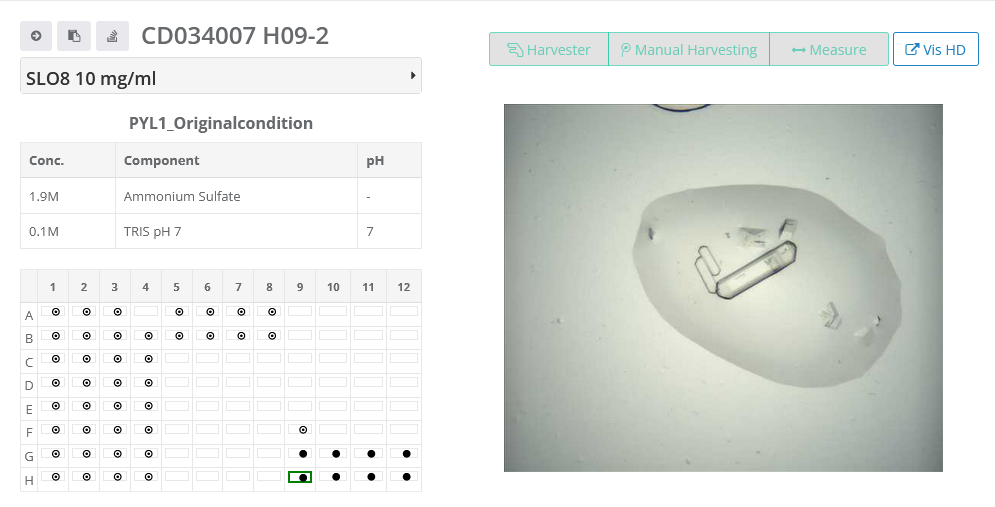 CD034007 H09-2
SLO8 10 mg/ml
PYL1_Originalcondition
Conc. Component pH
1.9M Ammonium Sulfate -
0.1M TRIS pH 7 7
1 2 3 4 5 6 7 8 9 10 11 12
A
B
C
D
E
F
G
H
Harvester Manual Harvesting Measure Vis HD